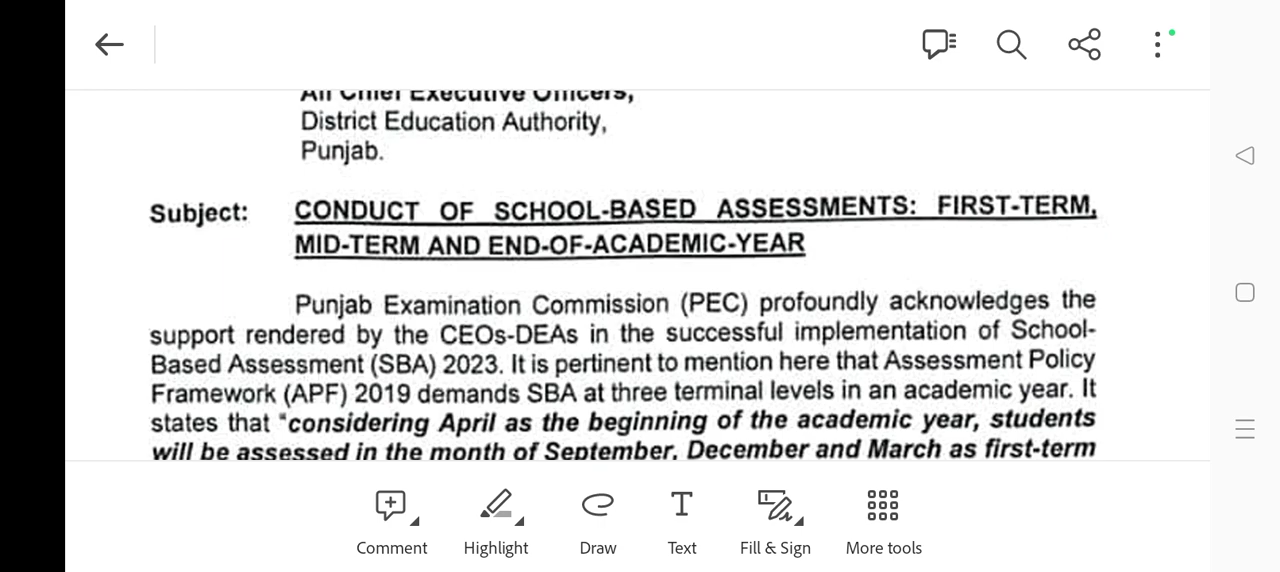 All Chief Executive Officers,
District Education Authority,
Punjab.
Subject: CONDUCT OF SCHOOL-BASED ASSESSMENTS: FIRST-TERM,
MID-TERM AND END-OF-ACADEMIC-YEAR
Punjab Examination Commission (PEC) profoundly acknowledges the
support rendered by the CEOs-DEAs in the successful implementation of School-
Based Assessment (SBA) 2023. It is pertinent to mention here that Assessment Policy
Framework (APF) 2019 demands SBA at three terminal levels in an academic year. It
states that "considering April as the beginning of the academic year, students
will be assessed in the month of September, December and March as first-term
Comment Highlight Draw Text Fill & Sign More tools